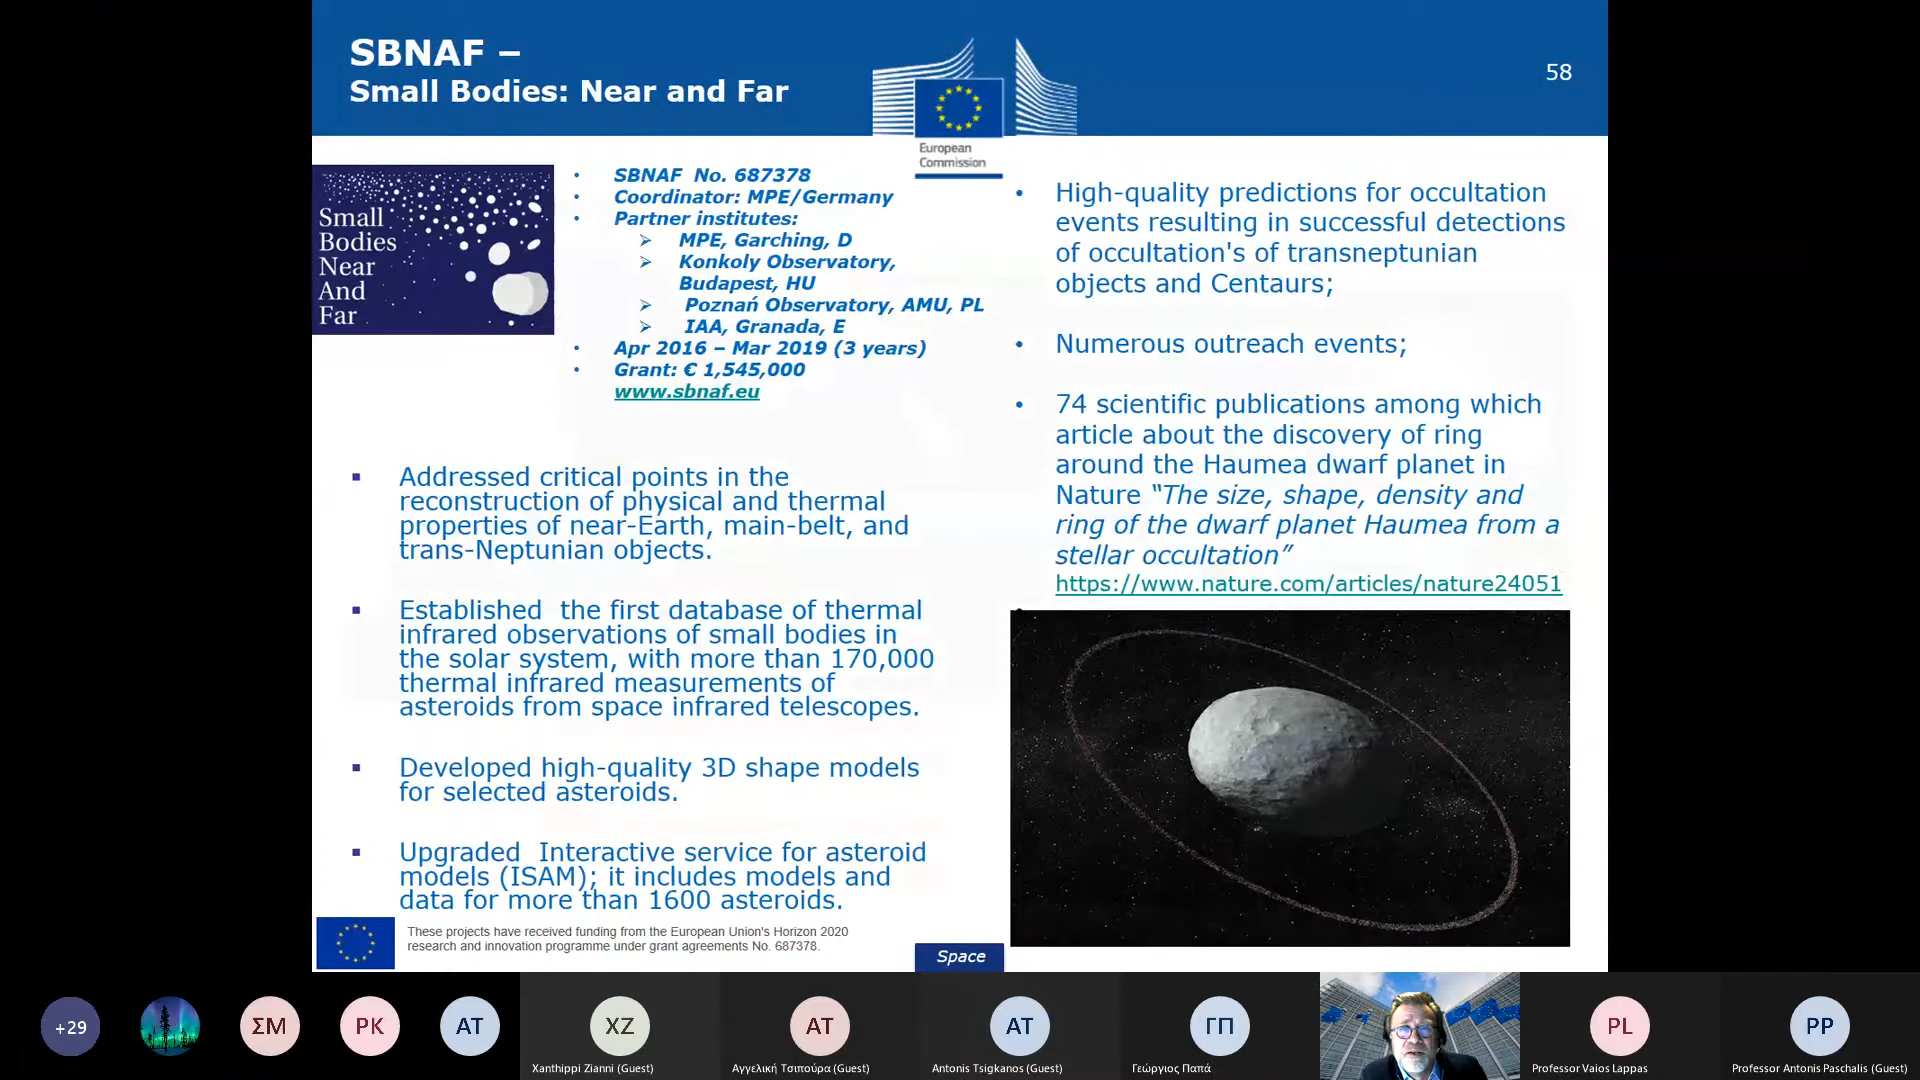 SBNAF –
Small Bodies: Near and Far
58
European
Commission
Small
Bodies
Near
And
Far
• SBNAF No. 687378
• Coordinator: MPE/Germany
• Partner institutes:
➢ MPE, Garching, D
➢ Konkoly Observatory,
Budapest, HU
➢ Poznań Observatory, AMU, PL
➢ IAA, Granada, E
• Apr 2016 – Mar 2019 (3 years)
• Grant: € 1,545,000
www.sbnaf.eu
▪ Addressed critical points in the
reconstruction of physical and thermal
properties of near-Earth, main-belt, and
trans-Neptunian objects.
▪ Established the first database of thermal
infrared observations of small bodies in
the solar system, with more than 170,000
thermal infrared measurements of
asteroids from space infrared telescopes.
▪ Developed high-quality 3D shape models
for selected asteroids.
▪ Upgraded Interactive service for asteroid
models (ISAM); it includes models and
data for more than 1600 asteroids.
• High-quality predictions for occultation
events resulting in successful detections
of occultation's of transneptunian
objects and Centaurs;
• Numerous outreach events;
• 74 scientific publications among which
article about the discovery of ring
around the Haumea dwarf planet in
Nature “The size, shape, density and
ring of the dwarf planet Haumea from a
stellar occultation”
https://www.nature.com/articles/nature24051
These projects have received funding from the European Union's Horizon 2020
research and innovation programme under grant agreements No. 687378.
Space
+29
ΣΜ
PK
AT
XZ
Xanthippi Zianni (Guest)
ΑΤ
Αγγελική Τσιπούρα (Guest)
AT
Antonis Tsigkanos (Guest)
ΓΠ
Γεώργιος Παπά
PL
Professor Vaios Lappas
PP
Professor Antonis Paschalis (Guest)